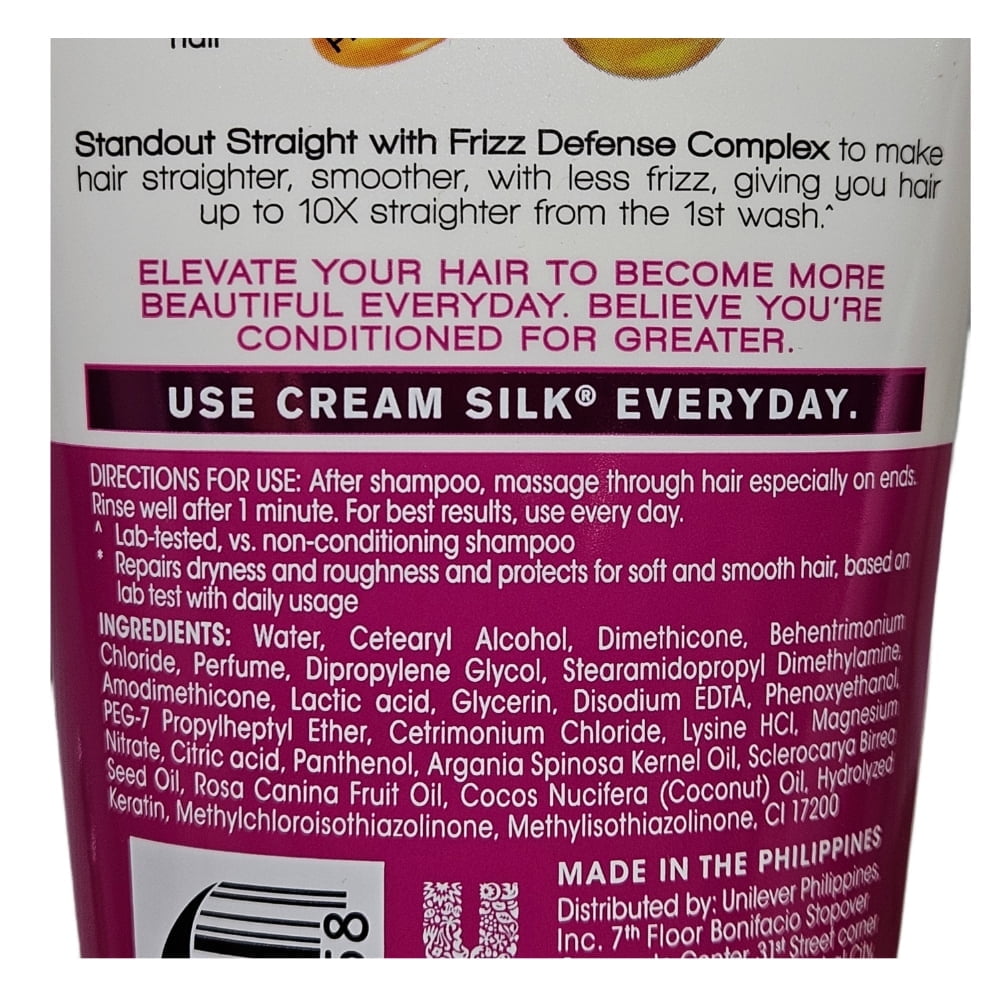 hair
Standout Straight with Frizz Defense Complex to make
hair straighter, smoother, with less frizz, giving you hair
up to 10X straighter from the 1st wash.^
ELEVATE YOUR HAIR TO BECOME MORE
BEAUTIFUL EVERYDAY. BELIEVE YOU'RE
CONDITIONED FOR GREATER.
USE CREAM SILK® EVERYDAY.
DIRECTIONS FOR USE: After shampoo, massage through hair especially on ends.
Rinse well after 1 minute. For best results, use every day.
^ Lab-tested, vs. non-conditioning shampoo
* Repairs dryness and roughness and protects for soft and smooth hair, based on
lab test with daily usage
INGREDIENTS: Water, Cetearyl Alcohol, Dimethicone, Behentrimonium
Chloride, Perfume, Dipropylene Glycol, Stearamidopropyl Dimethylamine,
Amodimethicone, Lactic acid, Glycerin, Disodium EDTA, Phenoxyethanol,
PEG-7 Propylheptyl Ether, Cetrimonium Chloride, Lysine HCl, Magnesium
Nitrate, Citric acid, Panthenol, Argania Spinosa Kernel Oil, Sclerocarya Birrea
Seed Oil, Rosa Canina Fruit Oil, Cocos Nucifera (Coconut) Oil, Hydrolyzed
Keratin, Methylchloroisothiazolinone, Methylisothiazolinone, CI 17200
MADE IN THE PHILIPPINES
Distributed by: Unilever Philippines,
Inc. 7th Floor Bonifacio Stopover
31st Street corner